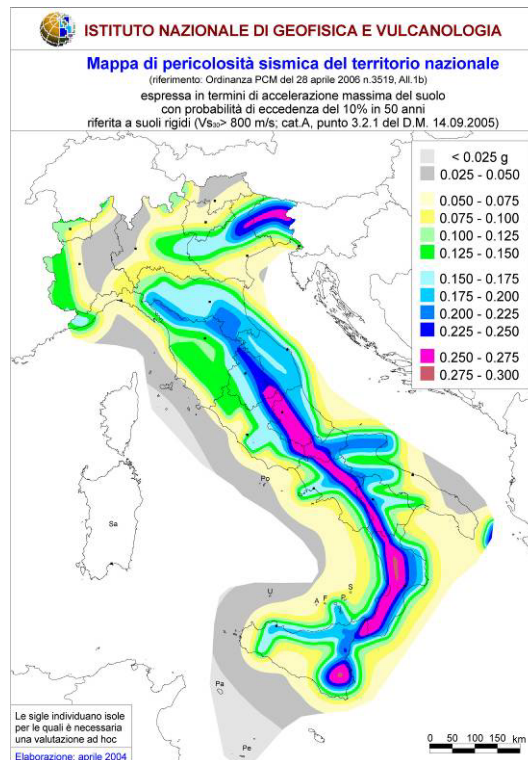 ISTITUTO NAZIONALE DI GEOFISICA E VULCANOLOGIA
Mappa di pericolosità sismica del territorio nazionale
(riferimento: Ordinanza PCM del 28 aprile 2006 n.3519, All.1b)
espressa in termini di accelerazione massima del suolo
con probabilità di eccedenza del 10% in 50 anni
riferita a suoli rigidi (Vs₃₀> 800 m/s; cat.A, punto 3.2.1 del D.M. 14.09.2005)
< 0.025 g
0.025 - 0.050
0.050 - 0.075
0.075 - 0.100
0.100 - 0.125
0.125 - 0.150
0.150 - 0.175
0.175 - 0.200
0.200 - 0.225
0.225 - 0.250
0.250 - 0.275
0.275 - 0.300
Po
Sa
U
A F P S
Pa
Pe
Le sigle individuano isole
per le quali è necessaria
una valutazione ad hoc
Elaborazione: aprile 2004
0 50 100 150 km